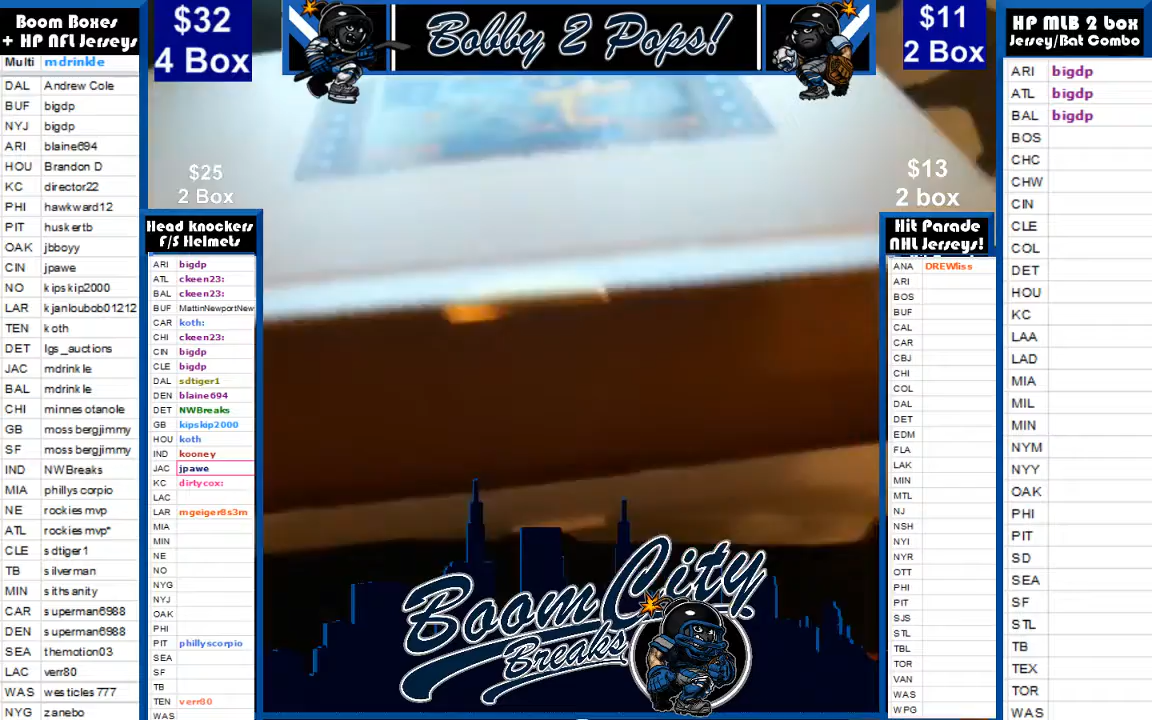 Boom Boxes
+ HP NFL Jerseys
Multi mdrinkle
DAL Andrew Cole
BUF bigdp
NYJ bigdp
ARI blaine694
HOU Brandon D
KC director22
PHI hawkward12
PIT huskertb
OAK jbboyy
CIN jpawe
NO kipskip2000
LAR kjanloubob01212
TEN koth
DET lgs_auctions
JAC mdrinkle
BAL mdrinkle
CHI minnesotanole
GB mossbergjimmy
SF mossbergjimmy
IND NWBreaks
MIA phillyscorpio
NE rockiesmvp
ATL rockiesmvp*
CLE sdtiger1
TB silverman
MIN sithsanity
CAR superman6988
DEN superman6988
SEA themotion03
LAC verr80
WAS westicles777
NYG zanebo
$32
4 Box
$25
2 Box
Head knockers
F/S Helmets
ARI bigdp
ATL ckeen23:
BAL ckeen23:
BUF MattinNewportNew
CAR koth:
CHI ckeen23:
CIN bigdp
CLE bigdp
DAL sdtiger1
DEN blaine694
DET NWBreaks
GB kipskip2000
HOU koth
IND kooney
JAC jpawe
KC dirtycox:
LAC
LAR mgeiger8s3m
MIA
MIN
NE
NO
NYG
NYJ
OAK
PHI
PIT phillyscorpio
SEA
SF
TB
TEN verr80
WAS
Bobby 2 Pops!
Boom City
Breaks
$11
2 Box
$13
2 box
Hit Parade
NHL Jerseys!
ANA DREWliss
ARI
BOS
BUF
CAL
CAR
CBJ
CHI
COL
DAL
DET
EDM
FLA
LAK
MIN
MTL
NJ
NSH
NYI
NYR
OTT
PHI
PIT
SJS
STL
TBL
TOR
VAN
WAS
WPG
HP MLB 2 box
Jersey/Bat Combo
ARI bigdp
ATL bigdp
BAL bigdp
BOS
CHC
CHW
CIN
CLE
COL
DET
HOU
KC
LAA
LAD
MIA
MIL
MIN
NYM
NYY
OAK
PHI
PIT
SD
SEA
SF
STL
TB
TEX
TOR
WAS